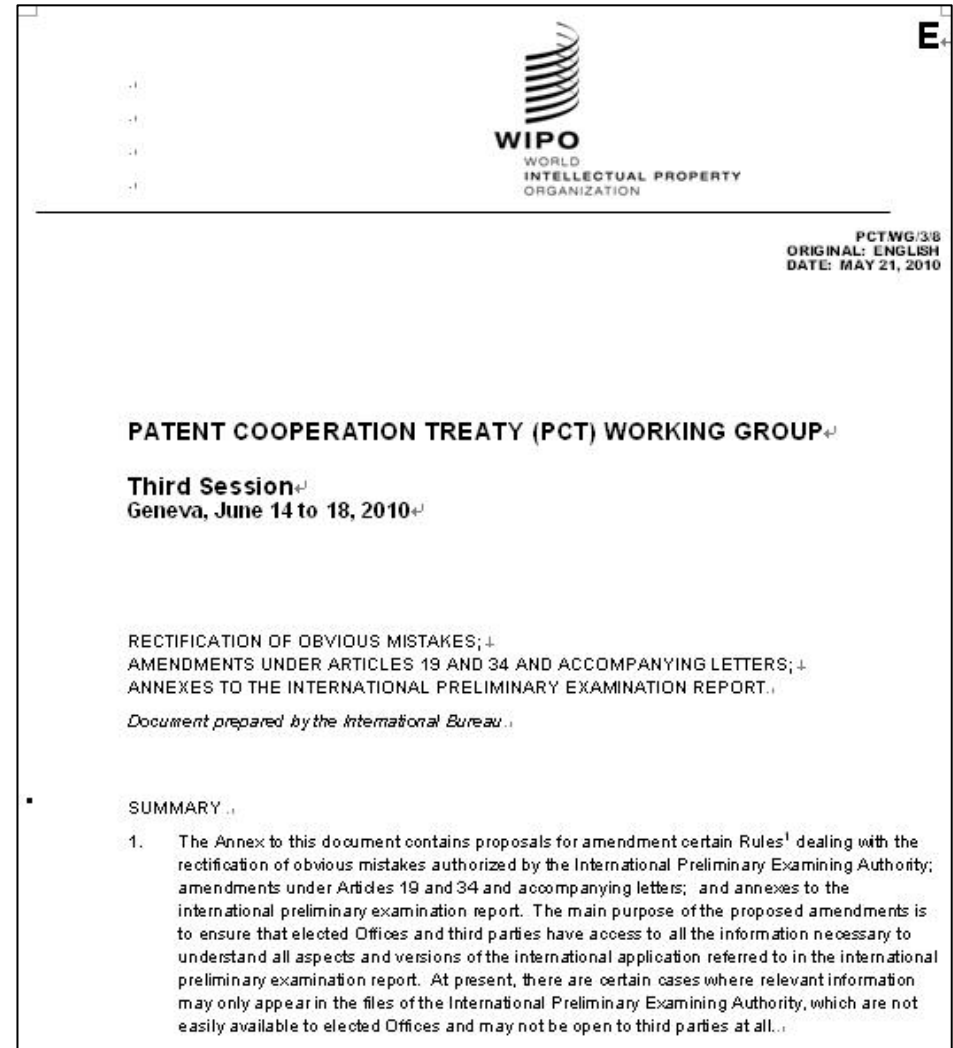 E
WIPO
WORLD
INTELLECTUAL PROPERTY
ORGANIZATION
PCT/WG/3/8
ORIGINAL: ENGLISH
DATE: MAY 21, 2010
PATENT COOPERATION TREATY (PCT) WORKING GROUP
Third Session
Geneva, June 14 to 18, 2010
RECTIFICATION OF OBVIOUS MISTAKES;
AMENDMENTS UNDER ARTICLES 19 AND 34 AND ACCOMPANYING LETTERS;
ANNEXES TO THE INTERNATIONAL PRELIMINARY EXAMINATION REPORT
Document prepared by the International Bureau
SUMMARY
1. The Annex to this document contains proposals for amendment certain Rules¹ dealing with the
rectification of obvious mistakes authorized by the International Preliminary Examining Authority;
amendments under Articles 19 and 34 and accompanying letters; and annexes to the
international preliminary examination report. The main purpose of the proposed amendments is
to ensure that elected Offices and third parties have access to all the information necessary to
understand all aspects and versions of the international application referred to in the international
preliminary examination report. At present, there are certain cases where relevant information
may only appear in the files of the International Preliminary Examining Authority, which are not
easily available to elected Offices and may not be open to third parties at all.